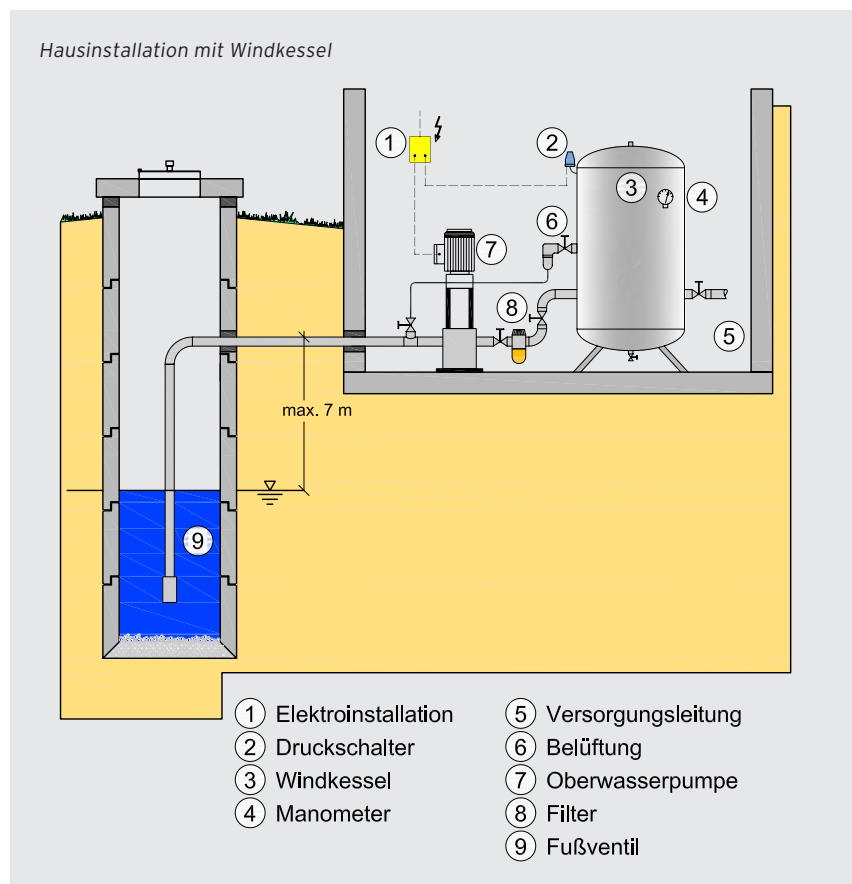 Hausinstallation mit Windkessel
1
2
3
4
6
7
8
5
max. 7 m
9
1 Elektroinstallation
2 Druckschalter
3 Windkessel
4 Manometer
5 Versorgungsleitung
6 Belüftung
7 Oberwasserpumpe
8 Filter
9 Fußventil